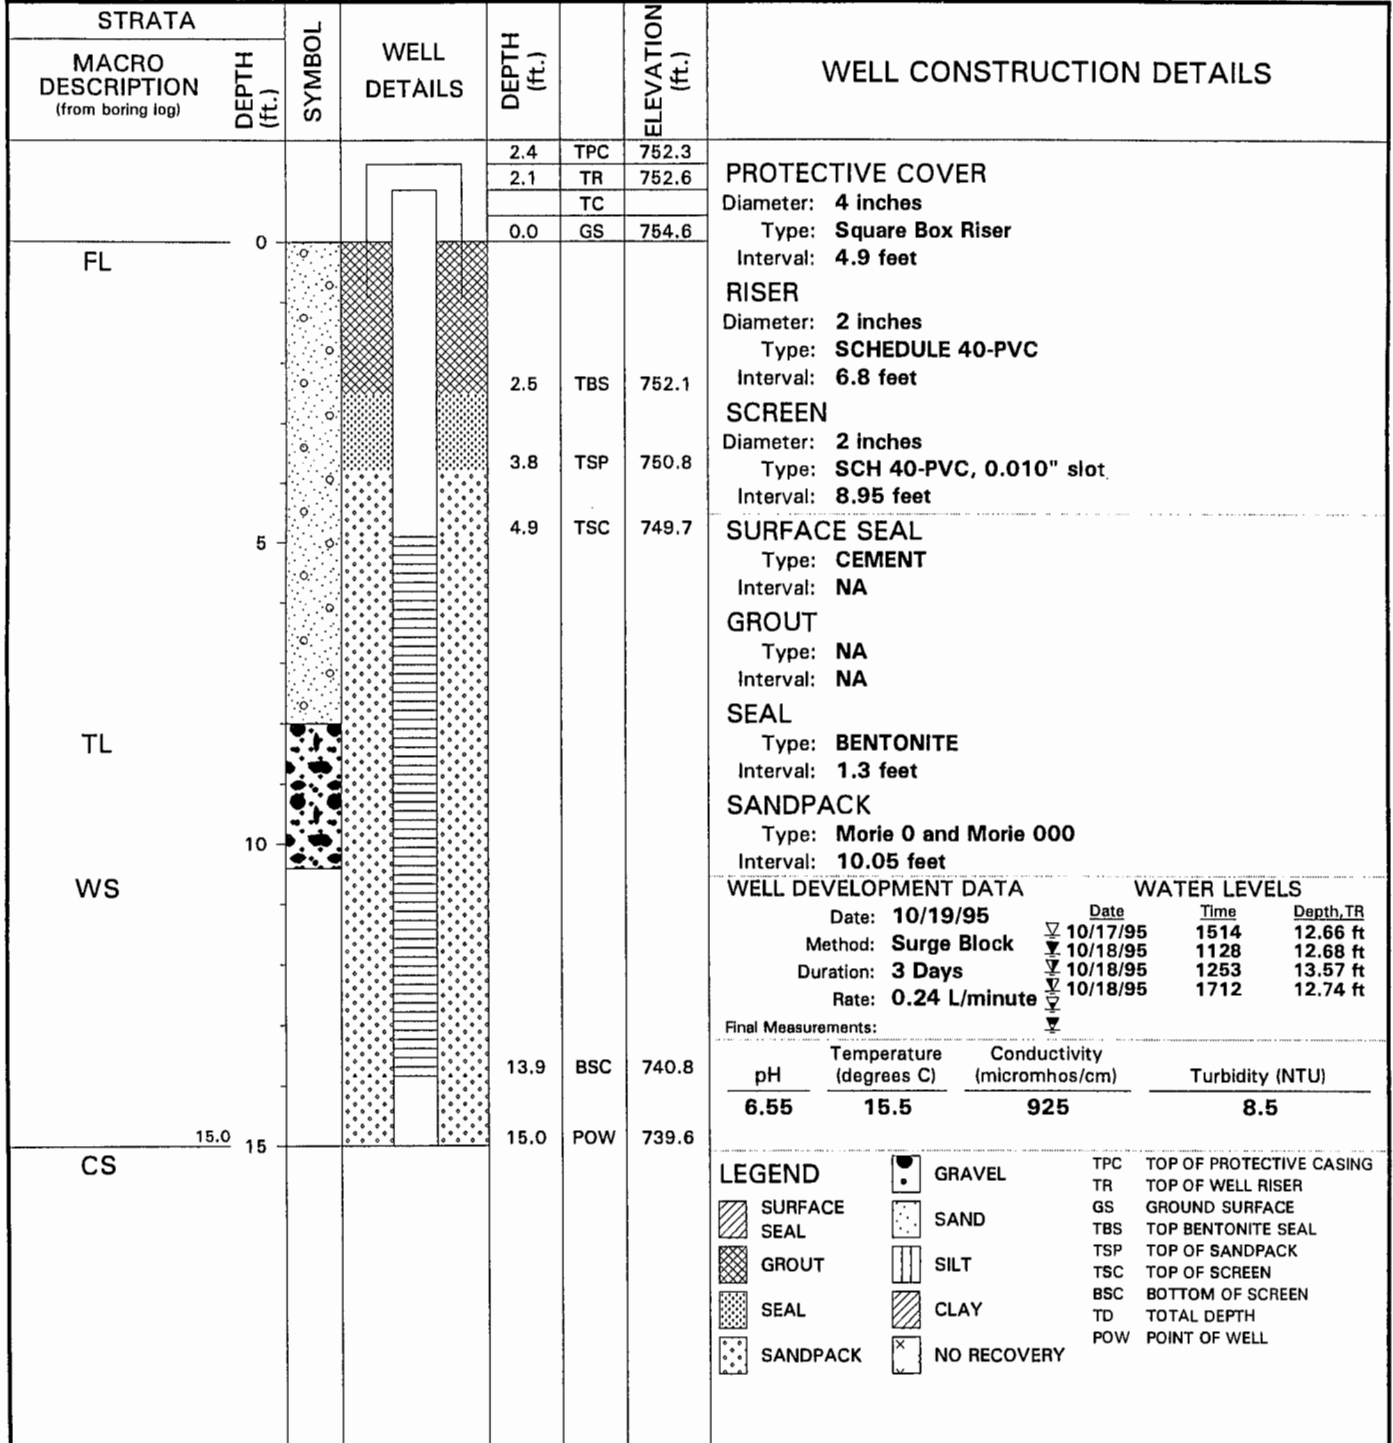 STRATA
MACRO
DESCRIPTION
(from boring log)
DEPTH
(ft.)
SYMBOL
WELL
DETAILS
DEPTH
(ft.)
ELEVATION
(ft.)
WELL CONSTRUCTION DETAILS
2.4 TPC 752.3
2.1 TR 752.6
TC
0.0 GS 754.6
0
FL
2.5 TBS 752.1
3.8 TSP 750.8
4.9 TSC 749.7
5
TL
10
WS
13.9 BSC 740.8
15.0 15
15.0 POW 739.6
CS
PROTECTIVE COVER
Diameter: 4 inches
Type: Square Box Riser
Interval: 4.9 feet
RISER
Diameter: 2 inches
Type: SCHEDULE 40-PVC
Interval: 6.8 feet
SCREEN
Diameter: 2 inches
Type: SCH 40-PVC, 0.010" slot
Interval: 8.95 feet
SURFACE SEAL
Type: CEMENT
Interval: NA
GROUT
Type: NA
Interval: NA
SEAL
Type: BENTONITE
Interval: 1.3 feet
SANDPACK
Type: Morie 0 and Morie 000
Interval: 10.05 feet
WELL DEVELOPMENT DATA
Date: 10/19/95
Method: Surge Block
Duration: 3 Days
Rate: 0.24 L/minute
Final Measurements:
WATER LEVELS
Date Time Depth,TR
10/17/95 1514 12.66 ft
10/18/95 1128 12.68 ft
10/18/95 1253 13.57 ft
10/18/95 1712 12.74 ft
pH
Temperature
(degrees C)
Conductivity
(micromhos/cm)
Turbidity (NTU)
6.55 15.5 925 8.5
LEGEND
SURFACE
SEAL
GROUT
SEAL
SANDPACK
GRAVEL
SAND
SILT
CLAY
NO RECOVERY
TPC TOP OF PROTECTIVE CASING
TR TOP OF WELL RISER
GS GROUND SURFACE
TBS TOP BENTONITE SEAL
TSP TOP OF SANDPACK
TSC TOP OF SCREEN
BSC BOTTOM OF SCREEN
TD TOTAL DEPTH
POW POINT OF WELL